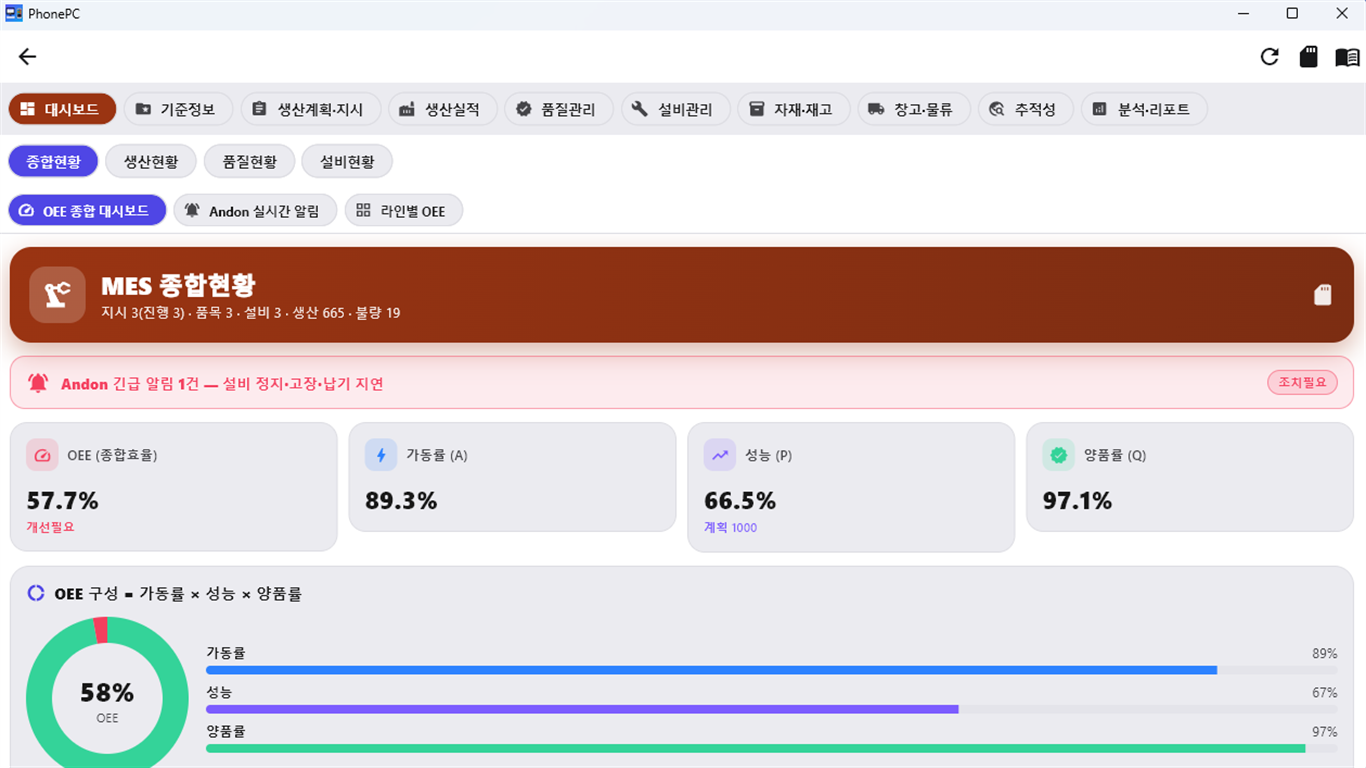 PhonePC
대시보드 기준정보 생산계획·지시 생산실적 품질관리 설비관리 자재·재고 창고·물류 추적성 분석·리포트
종합현황 생산현황 품질현황 설비현황
OEE 종합 대시보드 Andon 실시간 알림 라인별 OEE
MES 종합현황
지시 3(진행 3) · 품목 3 · 설비 3 · 생산 665 · 불량 19
Andon 긴급 알림 1건 — 설비 정지·고장·납기 지연 조치필요
OEE (종합효율)
57.7%
개선필요
가동률 (A)
89.3%
성능 (P)
66.5%
계획 1000
양품률 (Q)
97.1%
OEE 구성 = 가동률 × 성능 × 양품률
58%
OEE
가동률 89%
성능 67%
양품률 97%